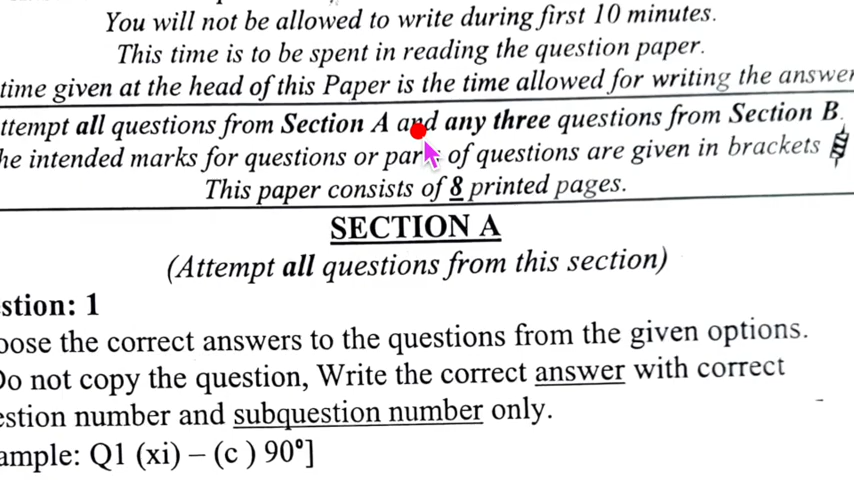 You will not be allowed to write during first 10 minutes.
This time is to be spent in reading the question paper.
time given at the head of this Paper is the time allowed for writing the answer
ttempt all questions from Section A and any three questions from Section B.
he intended marks for questions or par of questions are given in brackets
This paper consists of 8 printed pages.
SECTION A
(Attempt all questions from this section)
stion: 1
oose the correct answers to the questions from the given options.
Do not copy the question, Write the correct answer with correct
estion number and subquestion number only.
ample: Q1 (xi) – (c ) 90°]